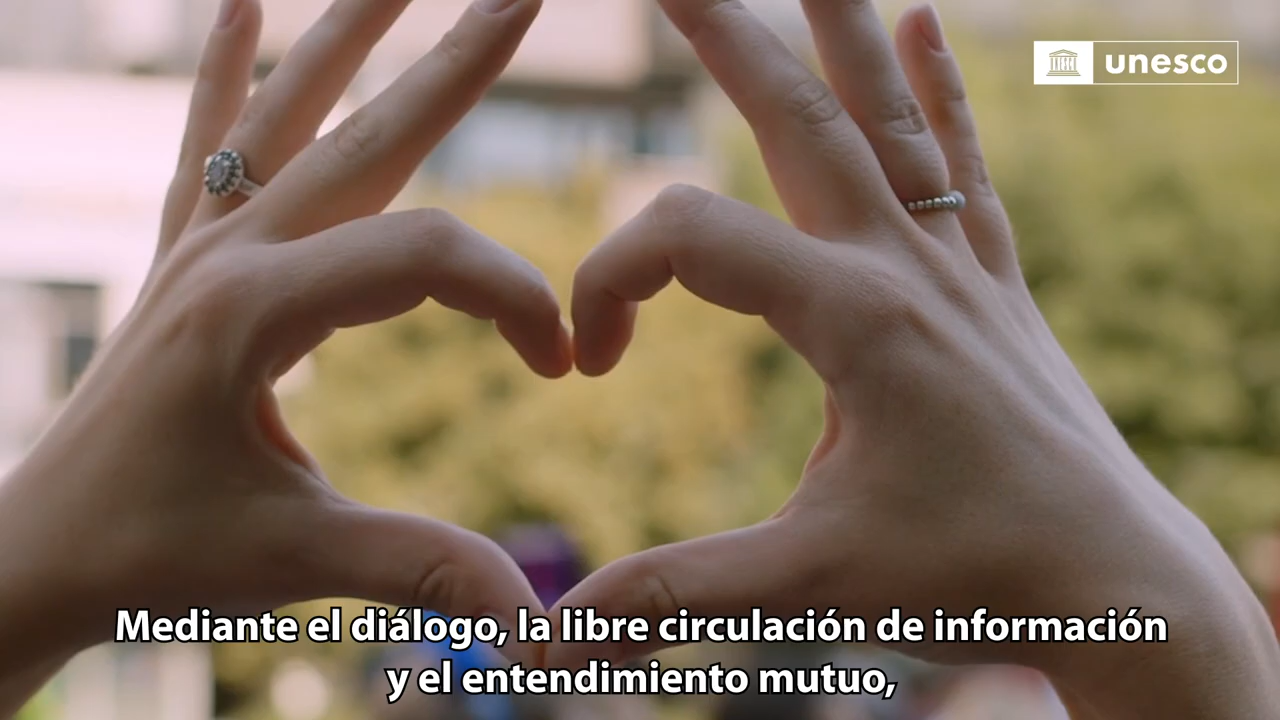 unesco
Mediante el diálogo, la libre circulación de información
y el entendimiento mutuo,